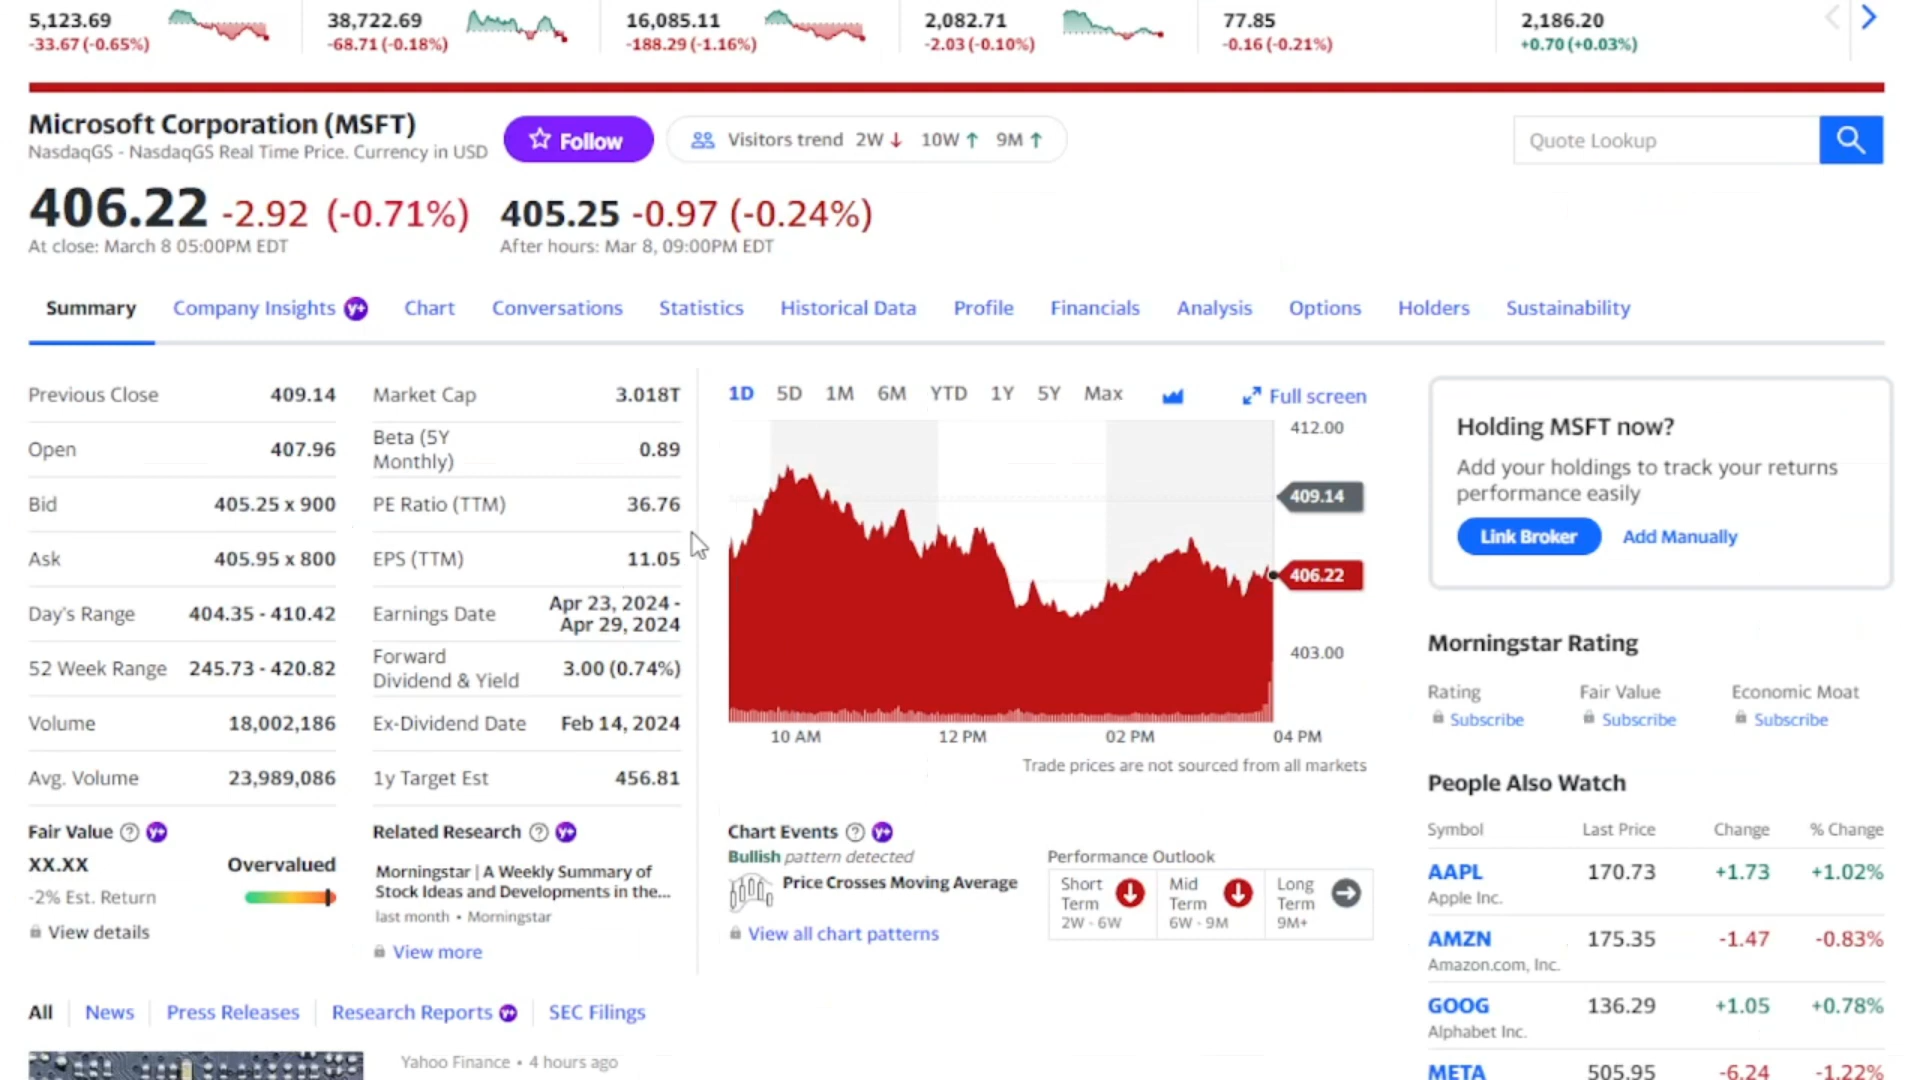 5,123.69
-33.67 (-0.65%)
38,722.69
-68.71 (-0.18%)
16,085.11
-188.29 (-1.16%)
2,082.71
-2.03 (-0.10%)
77.85
-0.16 (-0.21%)
2,186.20
+0.70 (+0.03%)
Microsoft Corporation (MSFT)
NasdaqGS - NasdaqGS Real Time Price. Currency in USD
Follow
Visitors trend 2W ↓ 10W ↑ 9M ↑
Quote Lookup
406.22 -2.92 (-0.71%)
At close: March 8 05:00PM EDT
405.25 -0.97 (-0.24%)
After hours: Mar 8, 09:00PM EDT
Summary Company Insights y+ Chart Conversations Statistics Historical Data Profile Financials Analysis Options Holders Sustainability
Previous Close 409.14
Open 407.96
Bid 405.25 x 900
Ask 405.95 x 800
Day's Range 404.35 - 410.42
52 Week Range 245.73 - 420.82
Volume 18,002,186
Avg. Volume 23,989,086
Market Cap 3.018T
Beta (5Y
Monthly) 0.89
PE Ratio (TTM) 36.76
EPS (TTM) 11.05
Earnings Date Apr 23, 2024 -
Apr 29, 2024
Forward
Dividend & Yield 3.00 (0.74%)
Ex-Dividend Date Feb 14, 2024
1y Target Est 456.81
1D 5D 1M 6M YTD 1Y 5Y Max Full screen
412.00
409.14
406.22
403.00
10 AM 12 PM 02 PM 04 PM
Trade prices are not sourced from all markets
Fair Value ? y+
XX.XX Overvalued
-2% Est. Return
View details
Related Research ? y+
Morningstar | A Weekly Summary of
Stock Ideas and Developments in the...
last month • Morningstar
View more
Chart Events ? y+
Bullish pattern detected
Price Crosses Moving Average
View all chart patterns
Performance Outlook
Short
Term
2W - 6W
Mid
Term
6W - 9M
Long
Term
9M+
Holding MSFT now?
Add your holdings to track your returns
performance easily
Link Broker Add Manually
Morningstar Rating
Rating Fair Value Economic Moat
Subscribe Subscribe Subscribe
People Also Watch
Symbol Last Price Change % Change
AAPL 170.73 +1.73 +1.02%
Apple Inc.
AMZN 175.35 -1.47 -0.83%
Amazon.com, Inc.
GOOG 136.29 +1.05 +0.78%
Alphabet Inc.
META 505.95 -6.24 -1.22%
All News Press Releases Research Reports y+ SEC Filings
Yahoo Finance • 4 hours ago